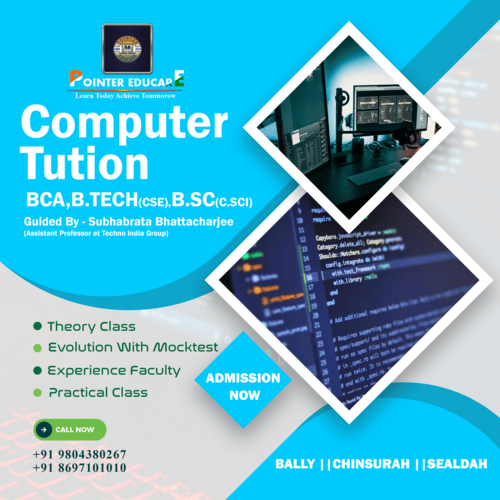 POINTER EDUCARE
Learn Today Achieve Tommorow
Computer
Tution
BCA,B.TECH(CSE),B.SC(C.SCI)
Guided By - Subhabrata Bhattacharjee
(Assistant Professor at Techno India Group)
Theory Class
Evolution With Mocktest
Experience Faculty
Practical Class
ADMISSION
NOW
CALL NOW
+91 9804380267
+91 8697101010
BALLY ||CHINSURAH ||SEALDAH